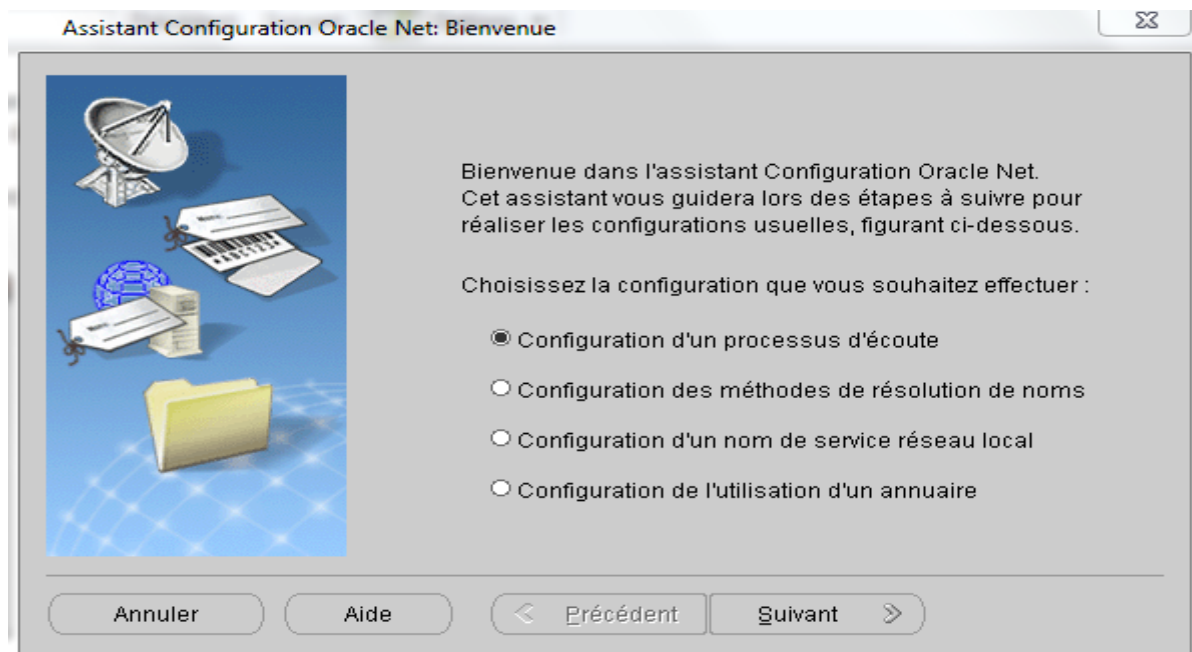 Assistant Configuration Oracle Net: Bienvenue
Bienvenue dans l'assistant Configuration Oracle Net.
Cet assistant vous guidera lors des étapes à suivre pour
réaliser les configurations usuelles, figurant ci-dessous.
Choisissez la configuration que vous souhaitez effectuer :
Configuration d'un processus d'écoute
Configuration des méthodes de résolution de noms
Configuration d'un nom de service réseau local
Configuration de l'utilisation d'un annuaire
Annuler
Aide
Précédent
Suivant